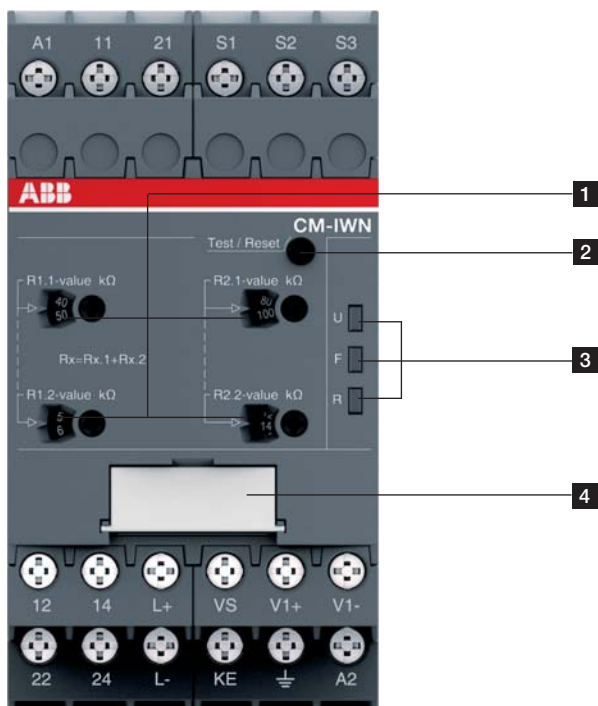 A1 11 21 S1 S2 S3
ABB
1
CM-IWN
Test / Reset
2
R1.1-value kΩ R2.1-value kΩ
40 80
50 100
U
F
R
3
Rx=Rx.1+Rx.2
R1.2-value kΩ R2.2-value kΩ
5
6 14
4
12 14 L+ VS V1+ V1-
22 24 L- KE ⏚ A2